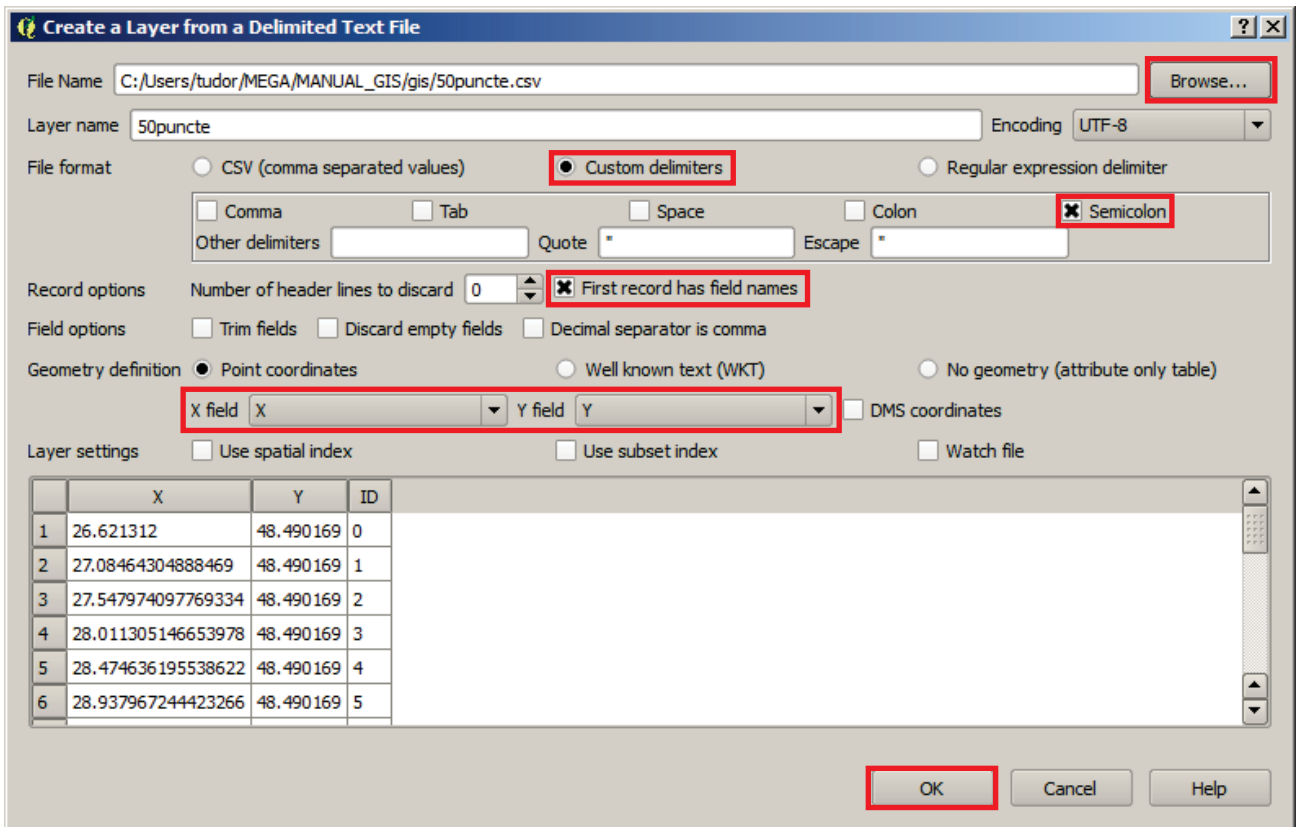 Create a Layer from a Delimited Text File
File Name C:/Users/tudor/MEGA/MANUAL_GIS/gis/50puncte.csv Browse...
Layer name 50puncte Encoding UTF-8
File format CSV (comma separated values) Custom delimiters Regular expression delimiter
Comma Tab Space Colon Semicolon
Other delimiters Quote " Escape "
Record options Number of header lines to discard 0 First record has field names
Field options Trim fields Discard empty fields Decimal separator is comma
Geometry definition Point coordinates Well known text (WKT) No geometry (attribute only table)
X field X Y field Y DMS coordinates
Layer settings Use spatial index Use subset index Watch file
X Y ID
1 26.621312 48.490169 0
2 27.08464304888469 48.490169 1
3 27.547974097769334 48.490169 2
4 28.011305146653978 48.490169 3
5 28.474636195538622 48.490169 4
6 28.937967244423266 48.490169 5
OK Cancel Help